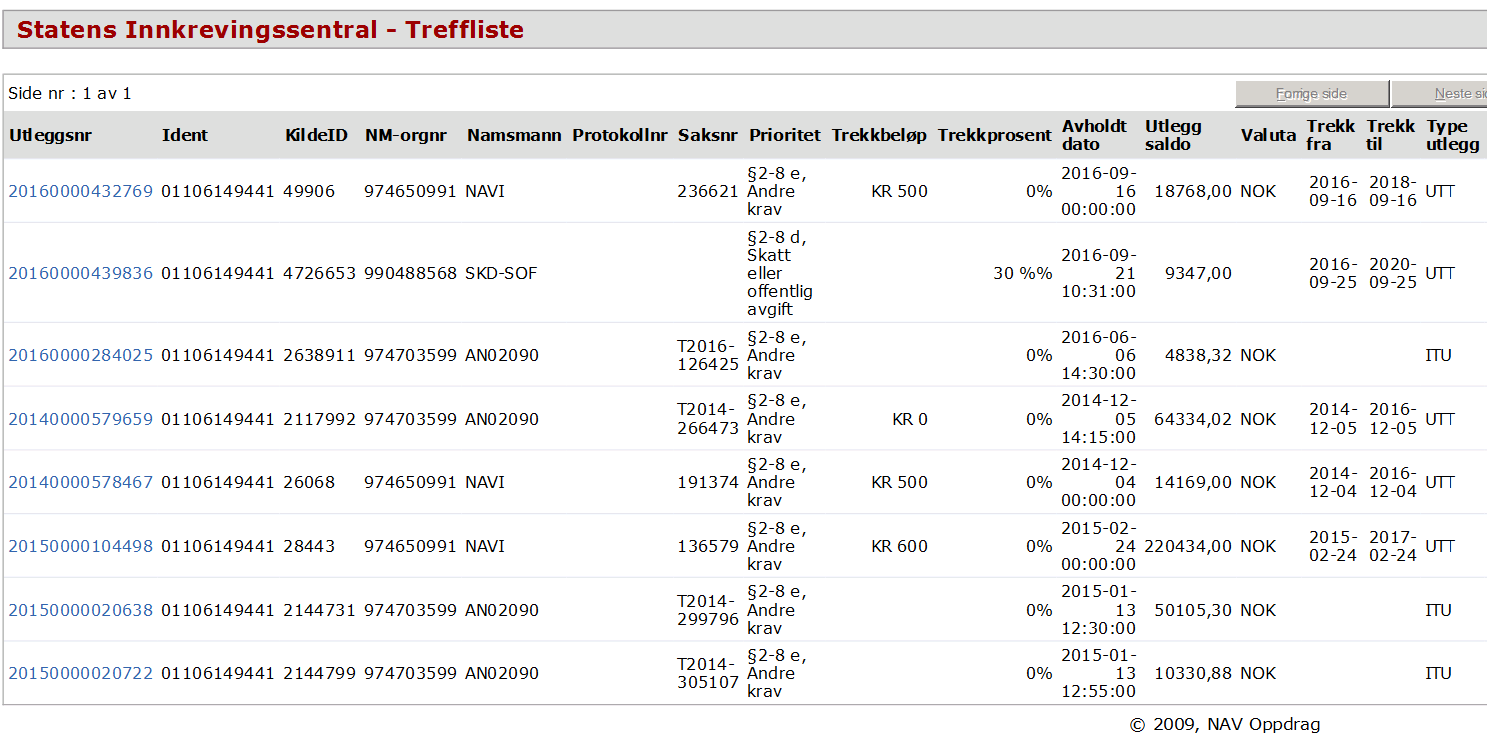 Statens Innkrevingssentral - Treffliste
Side nr : 1 av 1
Forrige side
Neste si
Utleggsnr Ident KildeID NM-orgnr Namsmann Protokollnr Saksnr Prioritet Trekkbeløp Trekkprosent Avholdt dato Utlegg saldo Valuta Trekk fra Trekk til Type utlegg
20160000432769 01106149441 49906 974650991 NAVI 236621 §2-8 e, Andre krav KR 500 0% 2016-09-16 00:00:00 18768,00 NOK 2016-09-16 2018-09-16 UTT
20160000439836 01106149441 4726653 990488568 SKD-SOF §2-8 d, Skatt eller offentlig avgift 30 %% 2016-09-21 10:31:00 9347,00 2016-09-25 2020-09-25 UTT
20160000284025 01106149441 2638911 974703599 AN02090 T2016-126425 §2-8 e, Andre krav 0% 2016-06-06 14:30:00 4838,32 NOK ITU
20140000579659 01106149441 2117992 974703599 AN02090 T2014-266473 §2-8 e, Andre krav KR 0 0% 2014-12-05 14:15:00 64334,02 NOK 2014-12-05 2016-12-05 UTT
20140000578467 01106149441 26068 974650991 NAVI 191374 §2-8 e, Andre krav KR 500 0% 2014-12-04 00:00:00 14169,00 NOK 2014-12-04 2016-12-04 UTT
20150000104498 01106149441 28443 974650991 NAVI 136579 §2-8 e, Andre krav KR 600 0% 2015-02-24 00:00:00 220434,00 NOK 2015-02-24 2017-02-24 UTT
20150000020638 01106149441 2144731 974703599 AN02090 T2014-299796 §2-8 e, Andre krav 0% 2015-01-13 12:30:00 50105,30 NOK ITU
20150000020722 01106149441 2144799 974703599 AN02090 T2014-305107 §2-8 e, Andre krav 0% 2015-01-13 12:55:00 10330,88 NOK ITU
© 2009, NAV Oppdrag